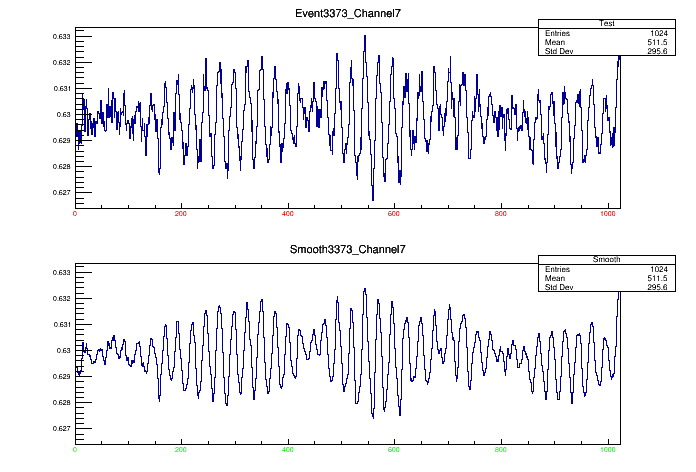 Event3373_Channel7
Test
Entries 1024
Mean 511.5
Std Dev 295.6
0.633
0.632
0.631
0.63
0.629
0.628
0.627
0 200 400 600 800 1000
Smooth3373_Channel7
Smooth
Entries 1024
Mean 511.5
Std Dev 295.6
0.633
0.632
0.631
0.63
0.629
0.628
0.627
0 200 400 600 800 1000